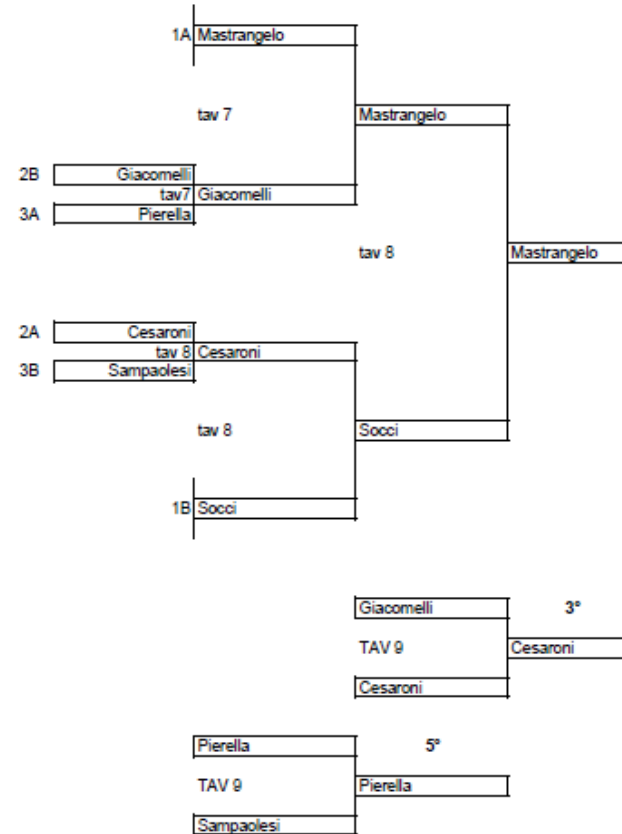 1A Mastrangelo
tav 7 Mastrangelo
2B Giacomelli
tav7 Giacomelli
3A Pierella
tav 8 Mastrangelo
2A Cesaroni
tav 8 Cesaroni
3B Sampaolesi
tav 8 Socci
1B Socci
Giacomelli 3°
TAV 9 Cesaroni
Cesaroni
Pierella 5°
TAV 9 Pierella
Sampaolesi